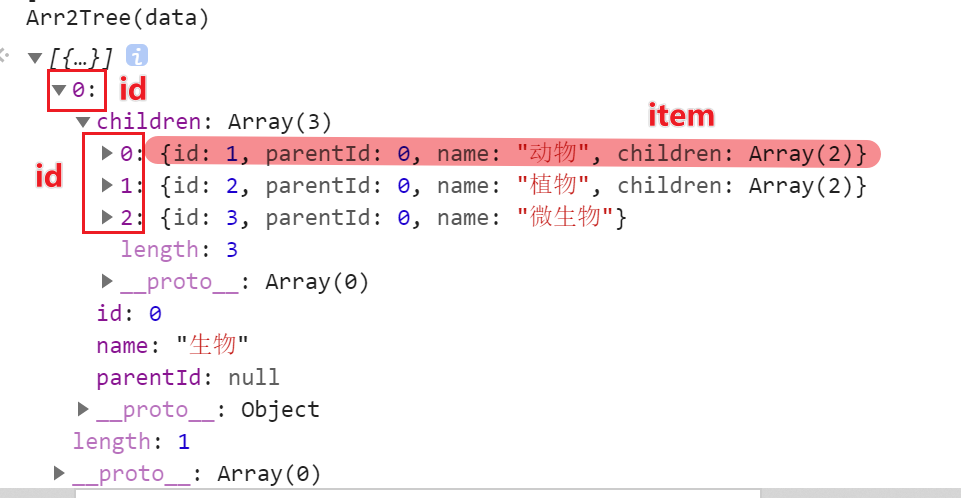 Arr2Tree(data)
[{…}] i
0: id
children: Array(3) item
0: {id: 1, parentId: 0, name: "动物", children: Array(2)}
id 1: {id: 2, parentId: 0, name: "植物", children: Array(2)}
2: {id: 3, parentId: 0, name: "微生物"}
length: 3
__proto__: Array(0)
id: 0
name: "生物"
parentId: null
__proto__: Object
length: 1
__proto__: Array(0)